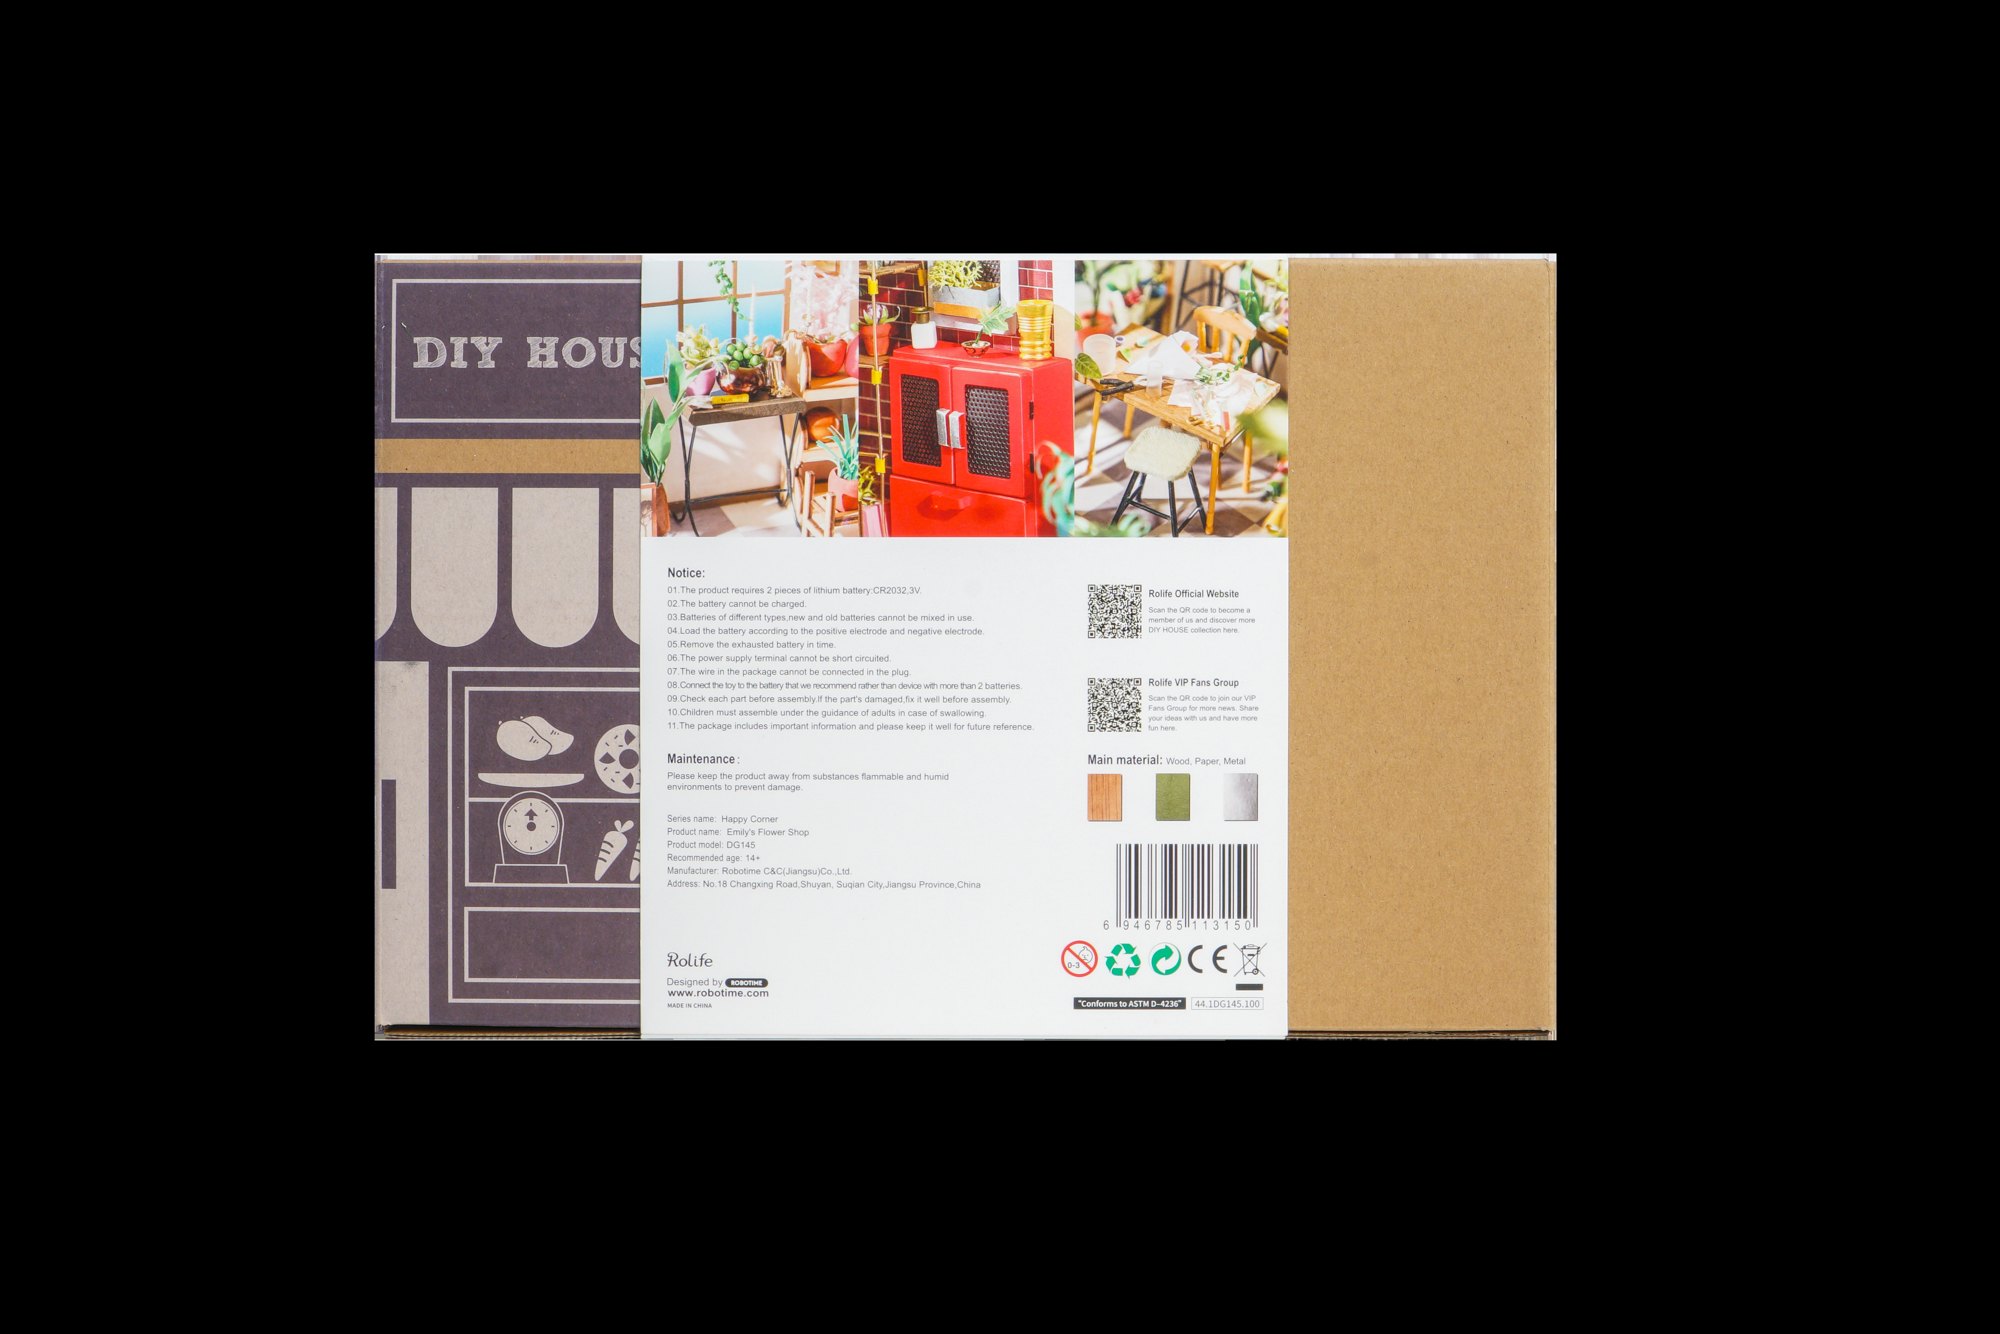 DIY HOUS
Notice:
01.The product requires 2 pieces of lithium battery:CR2032,3V.
02.The battery cannot be charged.
03.Batteries of different types,new and old batteries cannot be mixed in use.
04.Load the battery according to the positive electrode and negative electrode.
05.Remove the exhausted battery in time.
06.The power supply terminal cannot be short circuited.
07.The wire in the package cannot be connected in the plug.
08.Connect the toy to the battery that we recommend rather than device with more than 2 batteries.
09.Check each part before assembly.If the part's damaged,fix it well before assembly.
10.Children must assemble under the guidance of adults in case of swallowing.
11.The package includes important information and please keep it well for future reference.
Maintenance:
Please keep the product away from substances flammable and humid
environments to prevent damage.
Series name: Happy Corner
Product name: Emily's Flower Shop
Product model: DG145
Recommended age: 14+
Manufacturer: Robotime C&C(Jiangsu)Co.,Ltd.
Address: No.18 Changxing Road,Shuyan, Suqian City,Jiangsu Province,China
Rolife
Designed by ROBOTIME
www.robotime.com
MADE IN CHINA
Rolife Official Website
Scan the QR code to become a
member of us and discover more
DIY HOUSE collection here.
Rolife VIP Fans Group
Scan the QR code to join our VIP
Fans Group for more news. Share
your ideas with us and have more
fun here.
Main material: Wood, Paper, Metal
6 946785 113150
0-3
CE
"Conforms to ASTM D-4236"
44.1DG145.100